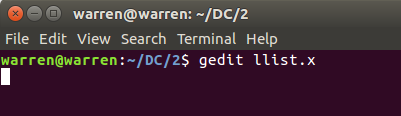 warren@warren: ~/DC/2
File Edit View Search Terminal Help
warren@warren:~/DC/2$ gedit llist.x